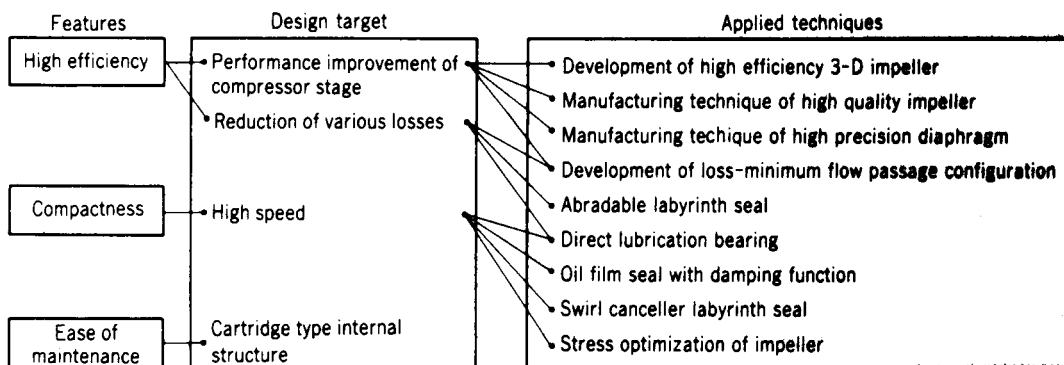 Features
Design target
Applied techniques
High efficiency
Performance improvement of
compressor stage
Reduction of various losses
Compactness
High speed
Ease of
maintenance
Cartridge type internal
structure
Development of high efficiency 3-D impeller
Manufacturing technique of high quality impeller
Manufacturing techique of high precision diaphragm
Development of loss-minimum flow passage configuration
Abradable labyrinth seal
Direct lubrication bearing
Oil film seal with damping function
Swirl canceller labyrinth seal
Stress optimization of impeller